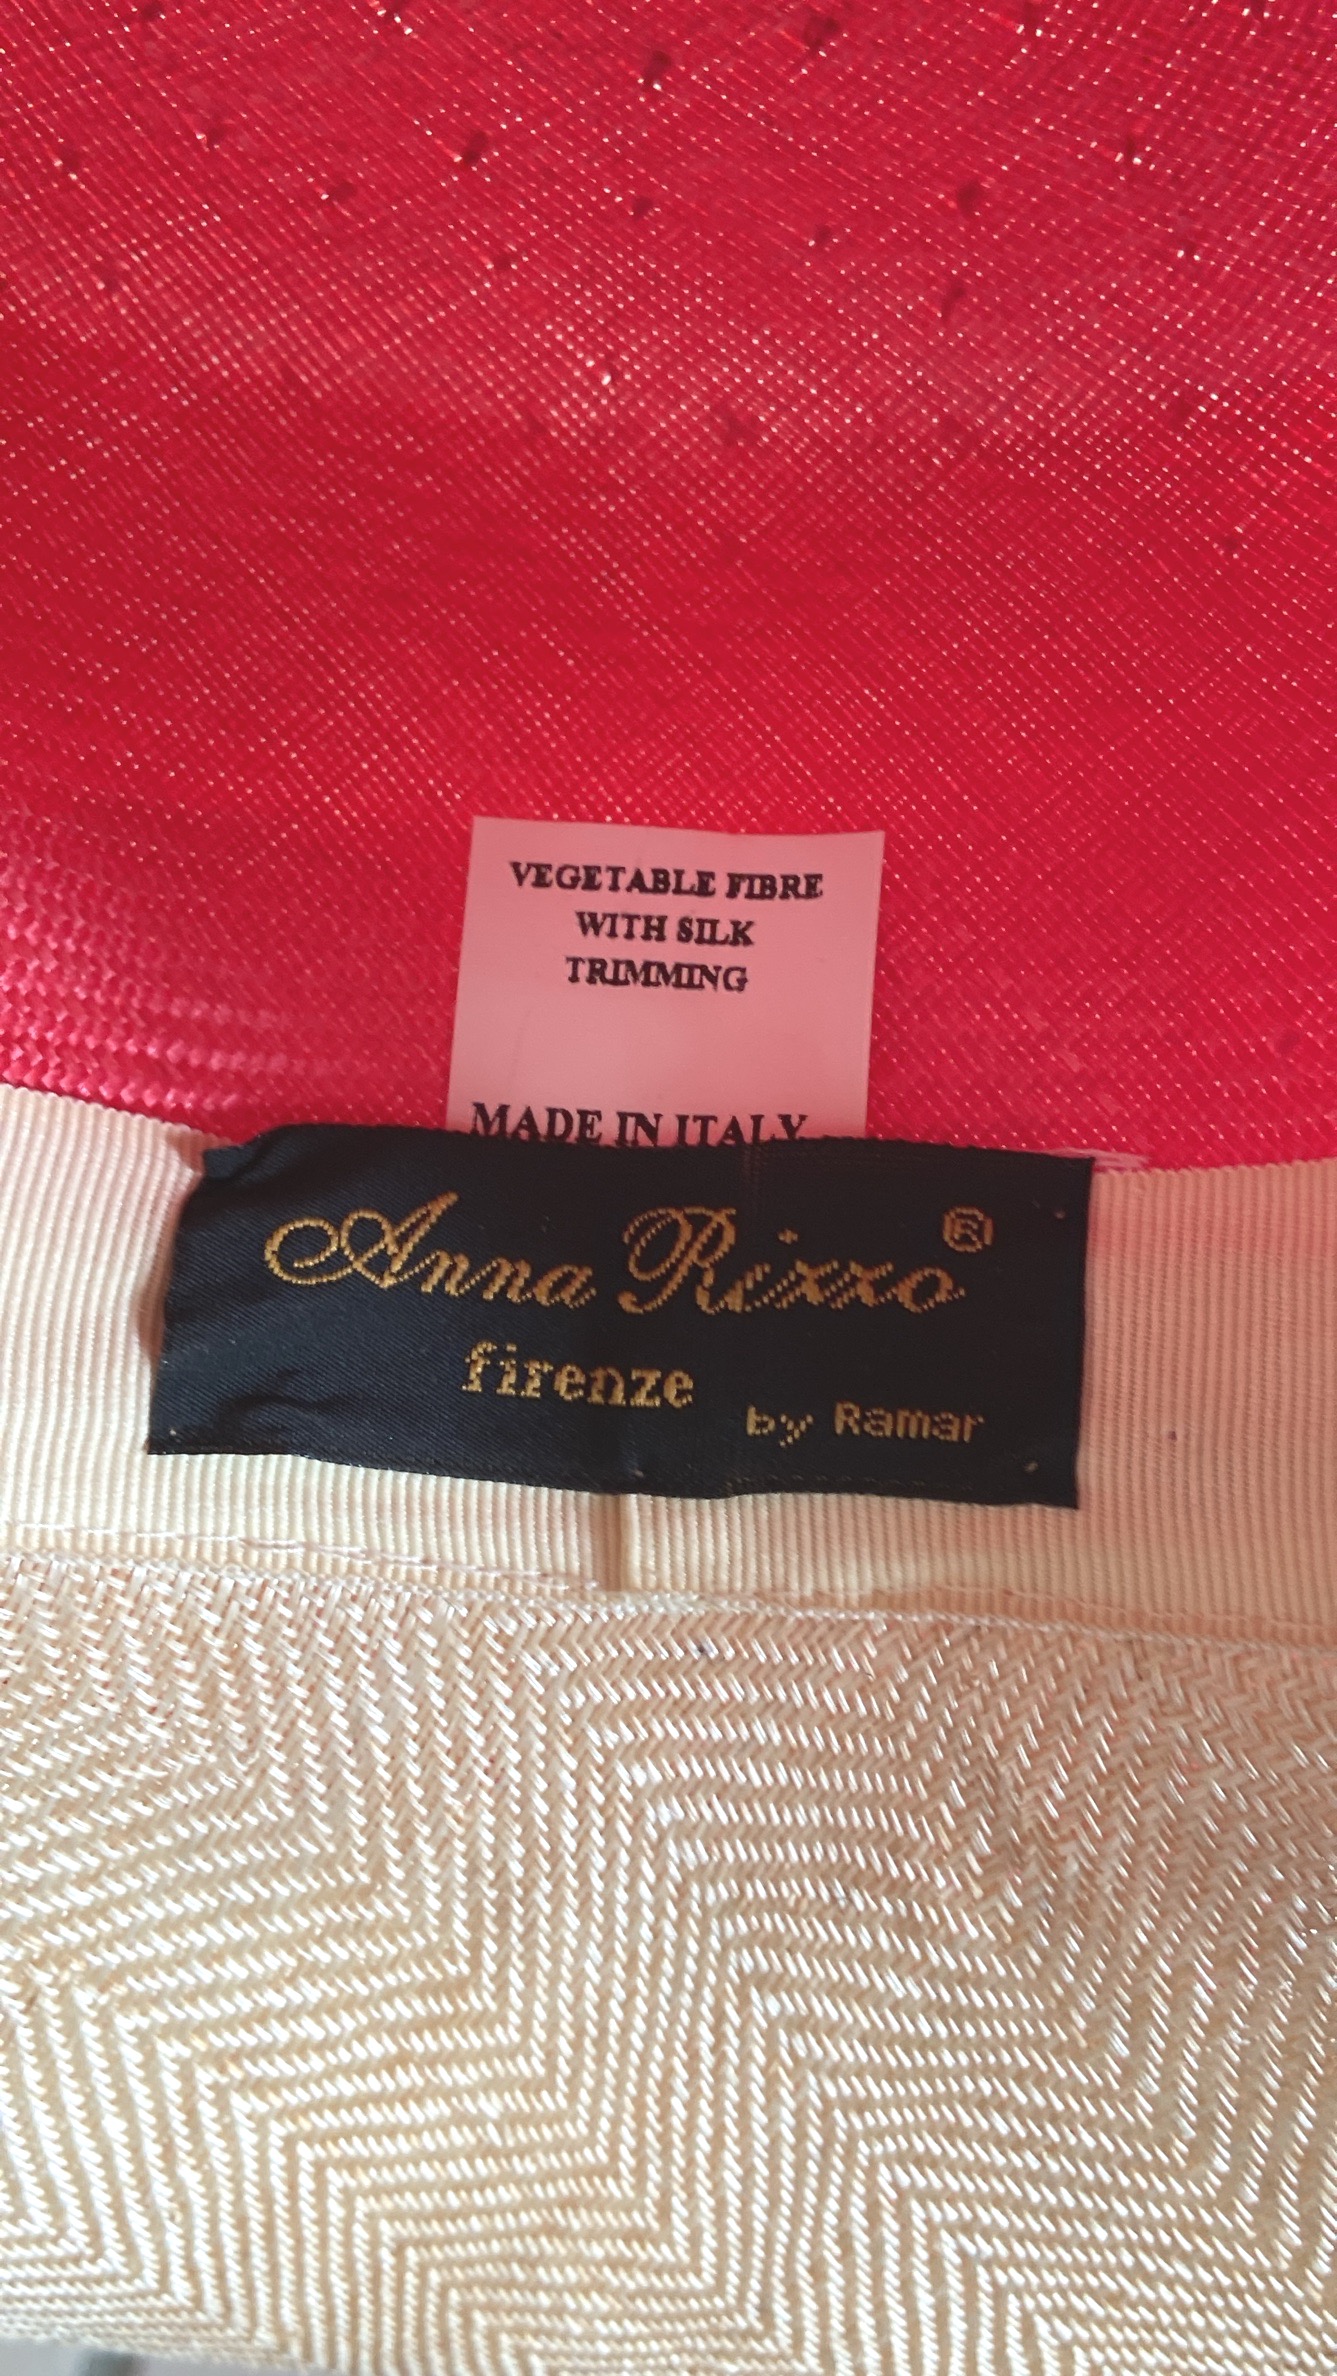 VEGETABLE FIBRE
WITH SILK
TRIMMING
MADE IN ITALY
Anna Rizzo ®
firenze
by Ramar